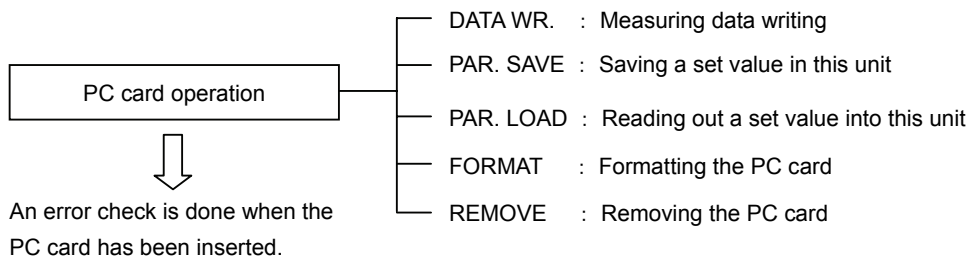 DATA WR. : Measuring data writing
PAR. SAVE : Saving a set value in this unit
PC card operation
PAR. LOAD : Reading out a set value into this unit
FORMAT : Formatting the PC card
REMOVE : Removing the PC card
An error check is done when the
PC card has been inserted.